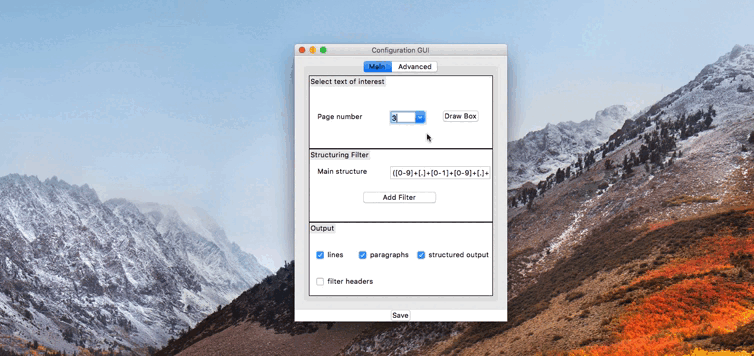 Configuration GUI
Main Advanced
Select text of interest
Page number 3 Draw Box
Structuring Filter
Main structure ([0-9]+[.]+[0-1]+[0-9]+[.]+
Add Filter
Output
lines paragraphs structured output
filter headers
Save